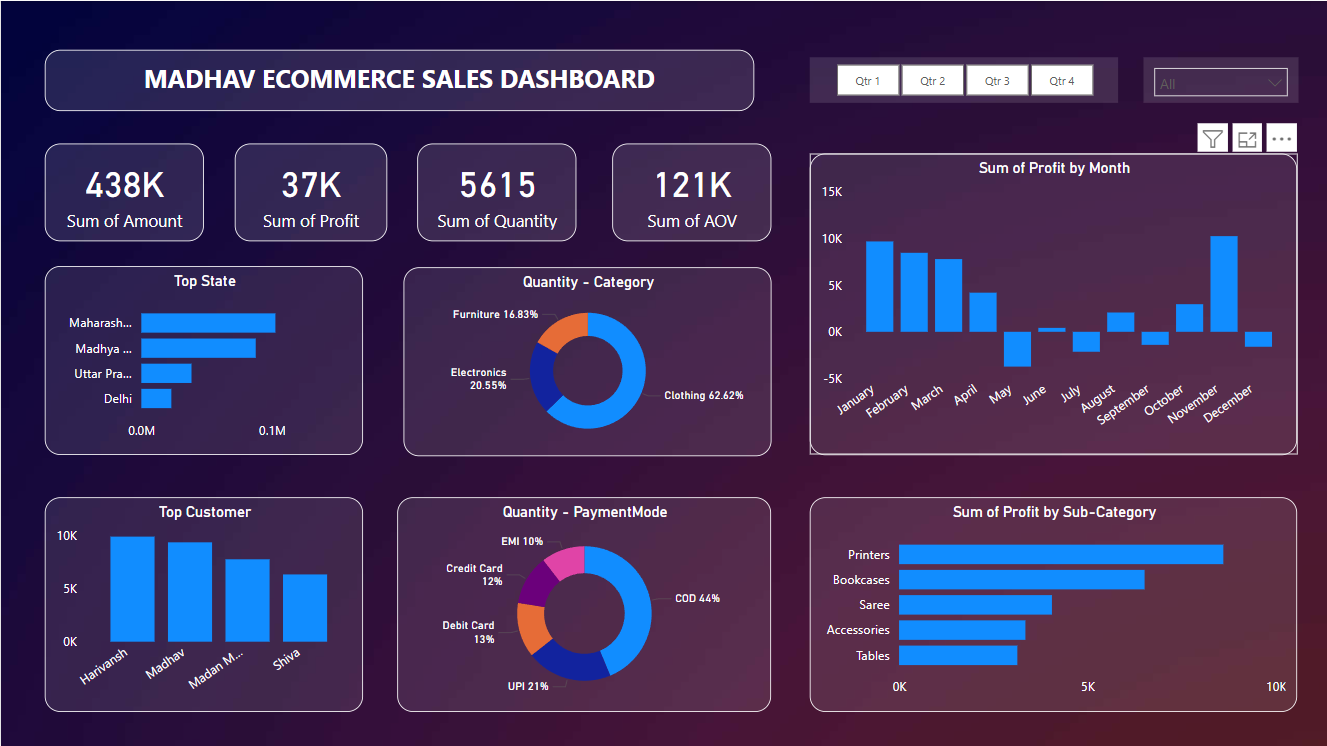 MADHAV ECOMMERCE SALES DASHBOARD
Qtr 1
Qtr 2
Qtr 3
Qtr 4
All
438K
Sum of Amount
37K
Sum of Profit
5615
Sum of Quantity
121K
Sum of AOV
Sum of Profit by Month
15K
10K
5K
0K
-5K
January
February
March
April
May
June
July
August
September
October
November
December
Top State
Maharash...
Madhya ...
Uttar Pra...
Delhi
0.0M
0.1M
Quantity - Category
Furniture 16.83%
Electronics
20.55%
Clothing 62.62%
Top Customer
10K
5K
0K
Harivansh
Madhav
Madan M...
Shiva
Quantity - PaymentMode
EMI 10%
Credit Card
12%
Debit Card
13%
UPI 21%
COD 44%
Sum of Profit by Sub-Category
Printers
Bookcases
Saree
Accessories
Tables
0K
5K
10K